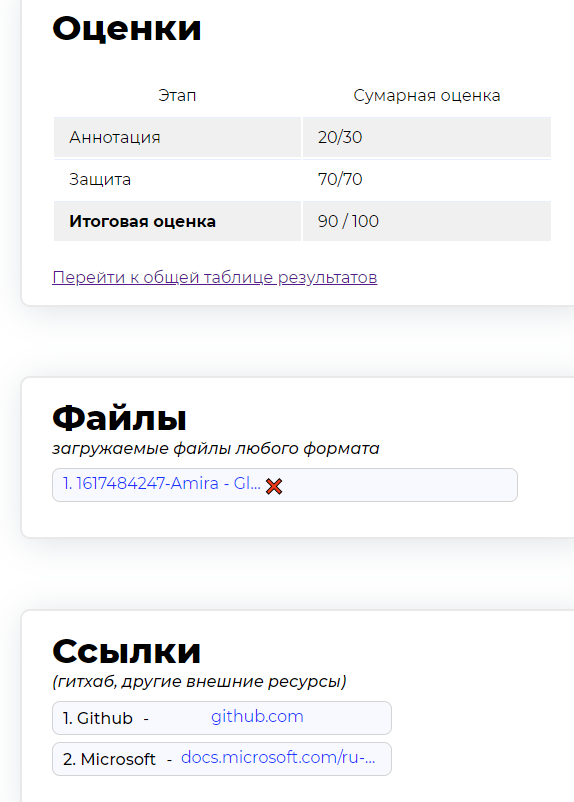 Оценки
Этап Сумарная оценка
Аннотация 20/30
Защита 70/70
Итоговая оценка 90 / 100
Перейти к общей таблице результатов
Файлы
загружаемые файлы любого формата
1. 1617484247-Amira - Gl...
Ссылки
(гитхаб, другие внешние ресурсы)
1. Github - github.com
2. Microsoft - docs.microsoft.com/ru-...